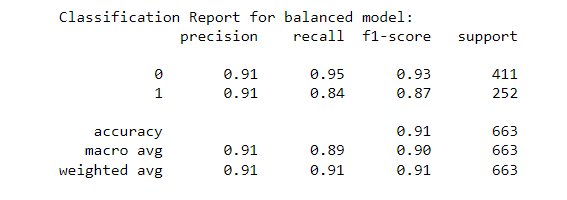 Classification Report for balanced model:
precision recall f1-score support
0 0.91 0.95 0.93 411
1 0.91 0.84 0.87 252
accuracy 0.91 663
macro avg 0.91 0.89 0.90 663
weighted avg 0.91 0.91 0.91 663